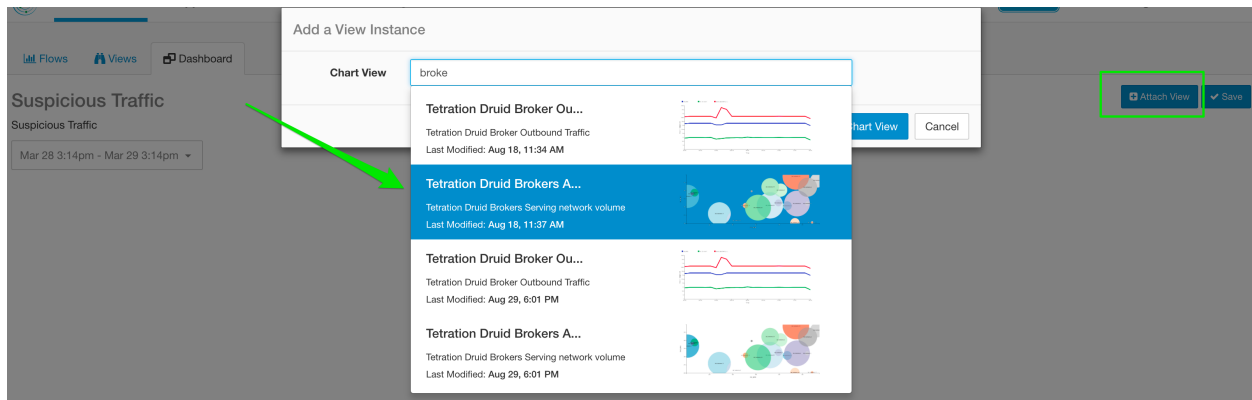 Add a View Instance
Flows
Views
Dashboard
Chart View
broke
Suspicious Traffic
Attach View
Save
Suspicious Traffic
Mar 28 3:14pm - Mar 29 3:14pm
Tetration Druid Broker Ou...
Tetration Druid Broker Outbound Traffic
Last Modified: Aug 18, 11:34 AM
Chart View
Cancel
Tetration Druid Brokers A...
Tetration Druid Brokers Serving network volume
Last Modified: Aug 18, 11:37 AM
Tetration Druid Broker Ou...
Tetration Druid Broker Outbound Traffic
Last Modified: Aug 29, 6:01 PM
Tetration Druid Brokers A...
Tetration Druid Brokers Serving network volume
Last Modified: Aug 29, 6:01 PM